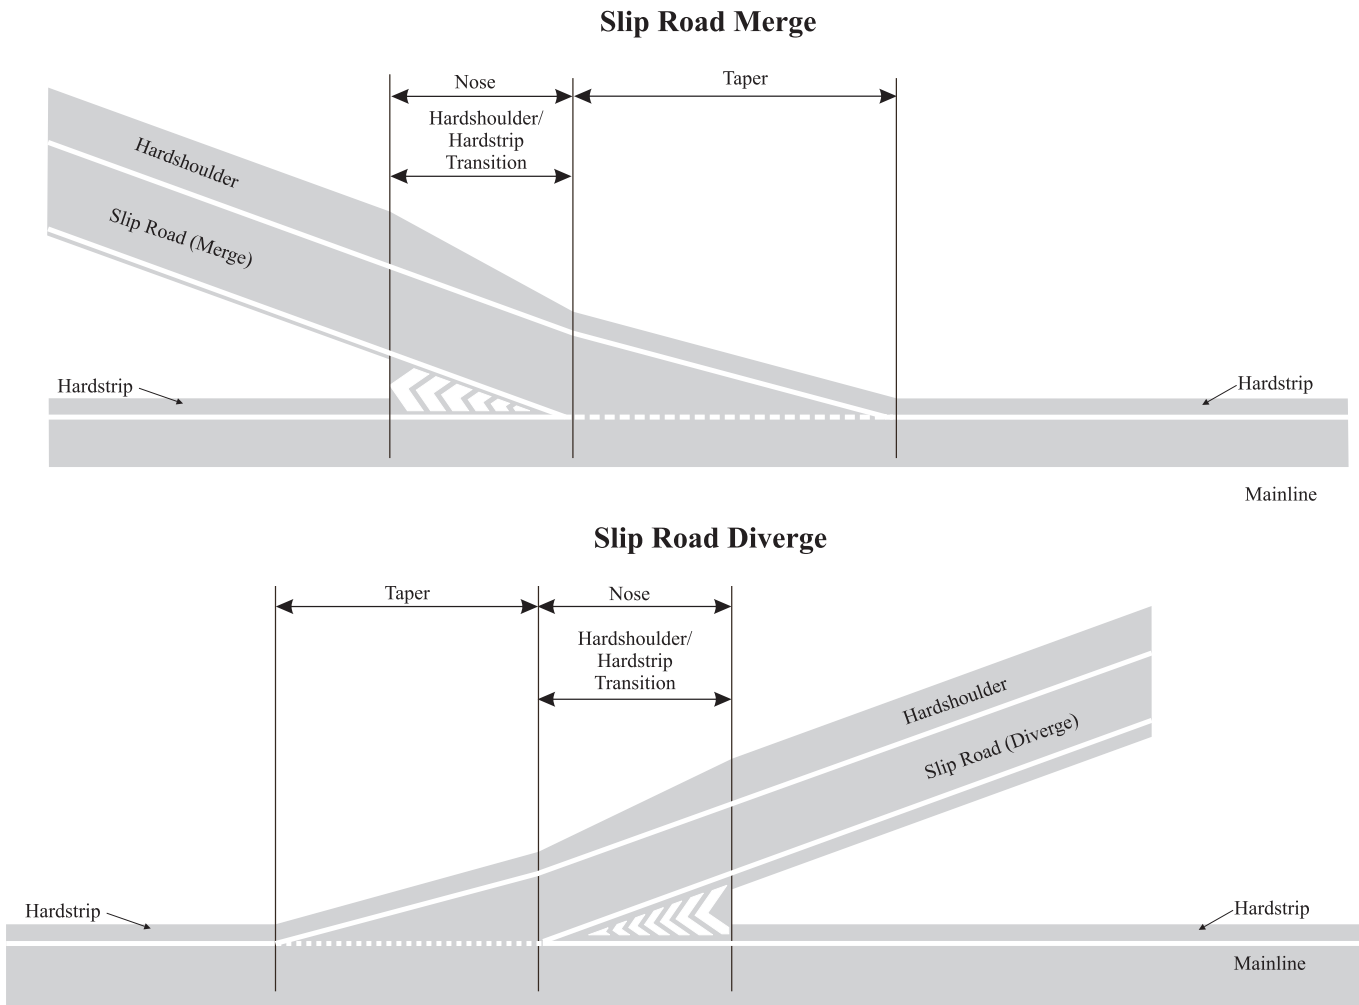 Slip Road Merge
Nose
Taper
Hardshoulder/
Hardstrip
Transition
Hardshoulder
Slip Road (Merge)
Hardstrip
Hardstrip
Mainline
Slip Road Diverge
Taper
Nose
Hardshoulder/
Hardstrip
Transition
Hardshoulder
Slip Road (Diverge)
Hardstrip
Hardstrip
Mainline